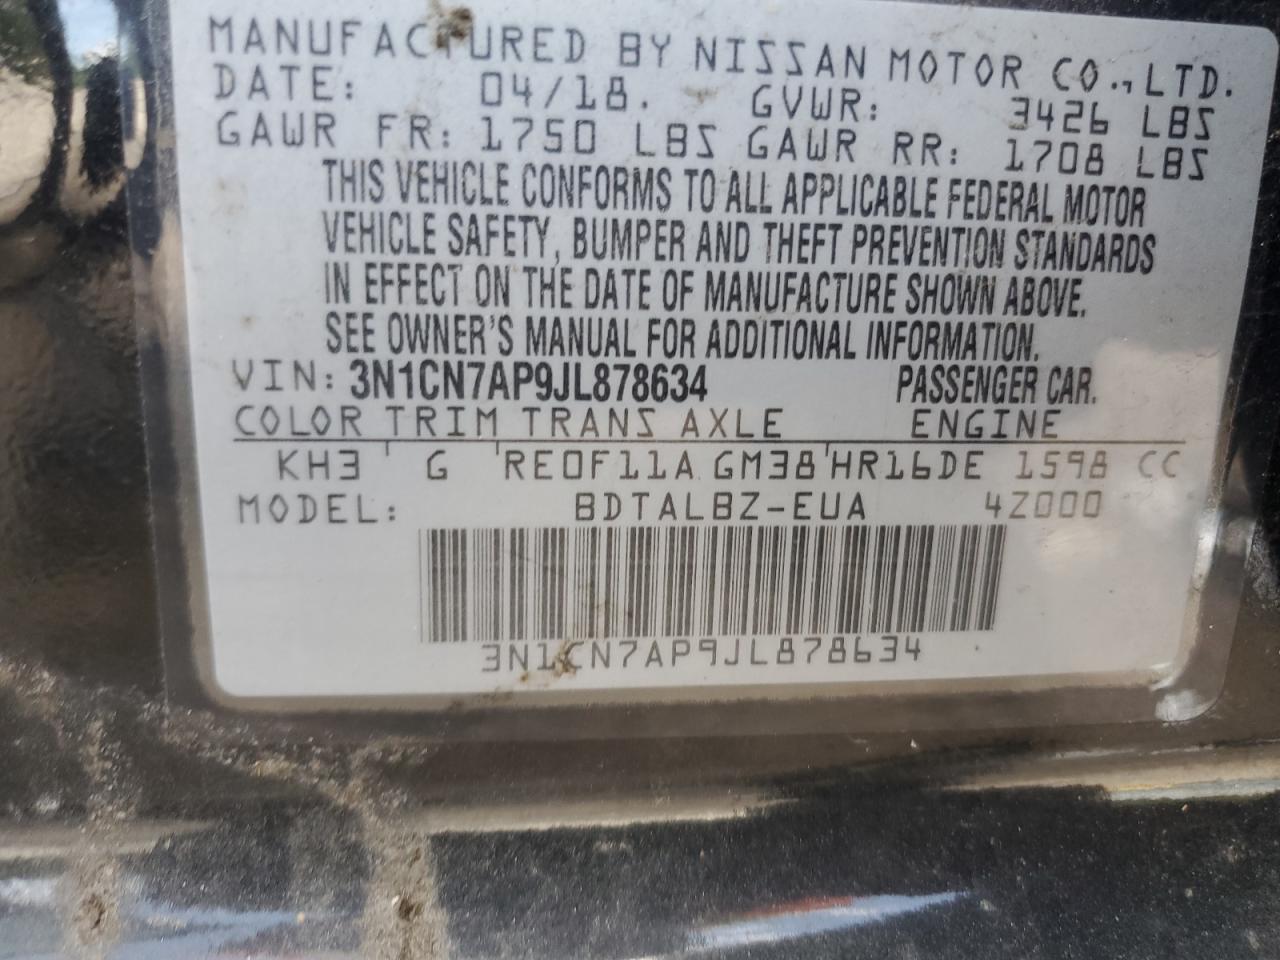 MANUFACTURED BY NISSAN MOTOR CO., LTD.
DATE: 04/18. GVWR: 3426 LBS
GAWR FR: 1750 LBS GAWR RR: 1708 LBS
THIS VEHICLE CONFORMS TO ALL APPLICABLE FEDERAL MOTOR
VEHICLE SAFETY, BUMPER AND THEFT PREVENTION STANDARDS
IN EFFECT ON THE DATE OF MANUFACTURE SHOWN ABOVE.
SEE OWNER'S MANUAL FOR ADDITIONAL INFORMATION.
VIN: 3N1CN7AP9JL878634 PASSENGER CAR.
COLOR TRIM TRANS AXLE ENGINE
KH3 G RE0F11A GM38 HR16DE 1598 CC
MODEL: BDTALBZ-EUA 4Z000
3N1CN7AP9JL878634